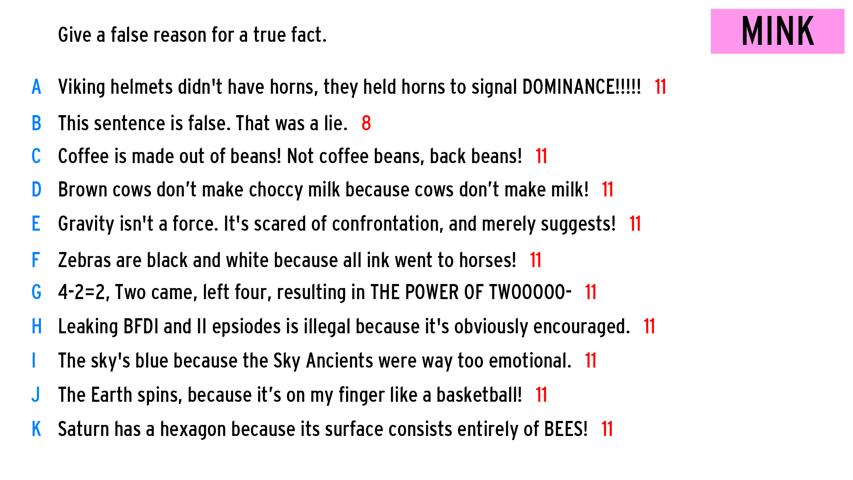 MINK
Give a false reason for a true fact.
A Viking helmets didn't have horns, they held horns to signal DOMINANCE!!!!! 11
B This sentence is false. That was a lie. 8
C Coffee is made out of beans! Not coffee beans, back beans! 11
D Brown cows don't make choccy milk because cows don't make milk! 11
E Gravity isn't a force. It's scared of confrontation, and merely suggests! 11
F Zebras are black and white because all ink went to horses! 11
G 4-2=2, Two came, left four, resulting in THE POWER OF TWOOOOO- 11
H Leaking BFDI and II epsiodes is illegal because it's obviously encouraged. 11
I The sky's blue because the Sky Ancients were way too emotional. 11
J The Earth spins, because it's on my finger like a basketball! 11
K Saturn has a hexagon because its surface consists entirely of BEES! 11